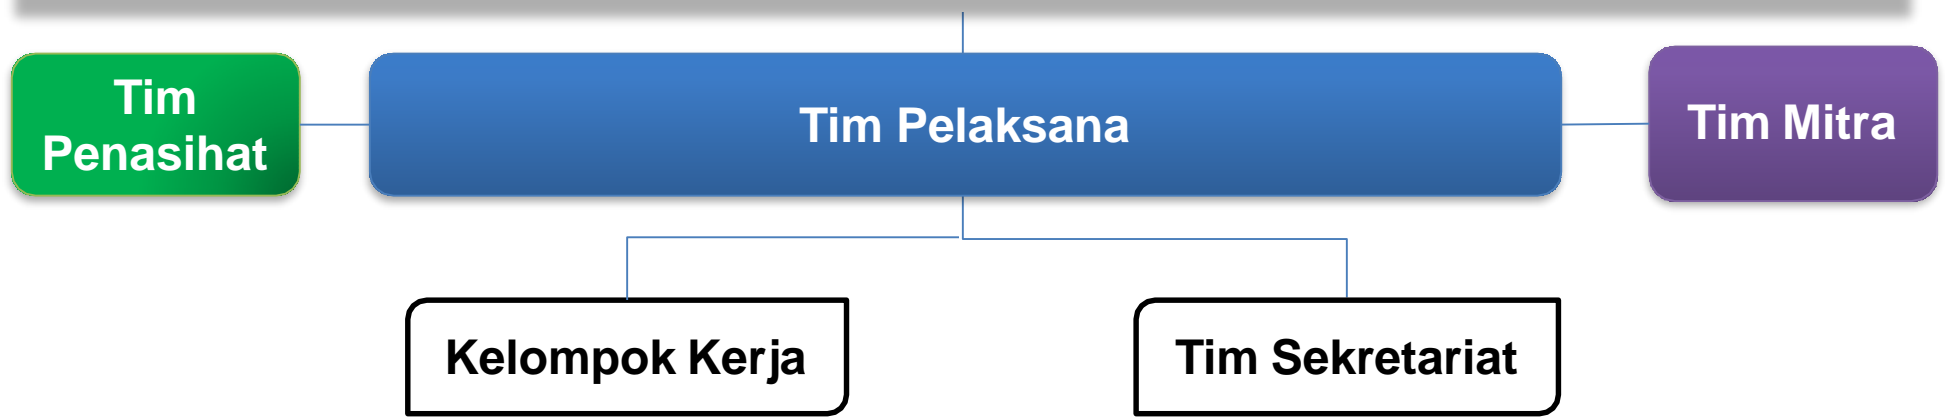 Tim
Penasihat
Tim Pelaksana
Tim Mitra
Kelompok Kerja
Tim Sekretariat